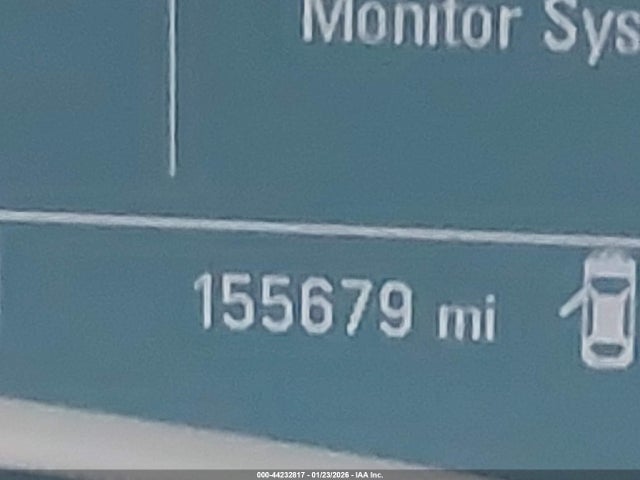 Monitor Sys
155679 mi
000-44232817 - 01/23/2026 - IAA Inc.